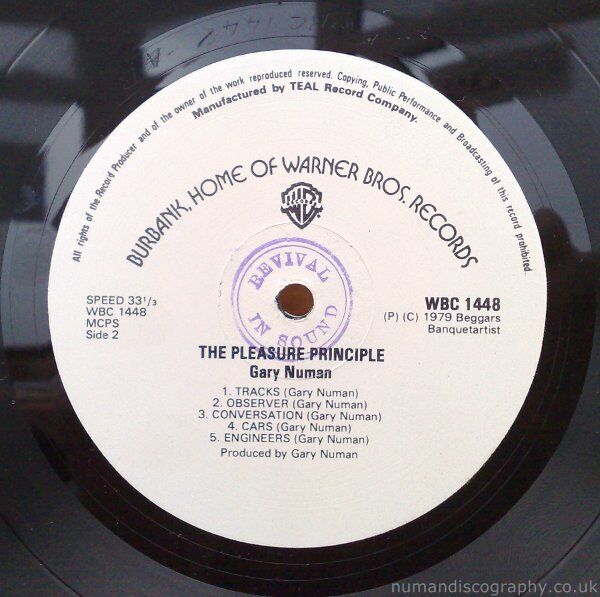 All rights of the Record Producer and of the owner of the work reproduced reserved. Copying, Public Performance and Broadcasting of this record prohibited.
Manufactured by TEAL Record Company.
BURBANK, HOME OF WARNER BROS. RECORDS
REVIVAL
IN SOUND
SPEED 33 1/3
WBC 1448
MCPS
Side 2
WBC 1448
(P) (C) 1979 Beggars
Banquetartist
THE PLEASURE PRINCIPLE
Gary Numan
1. TRACKS (Gary Numan)
2. OBSERVER (Gary Numan)
3. CONVERSATION (Gary Numan)
4. CARS (Gary Numan)
5. ENGINEERS (Gary Numan)
Produced by Gary Numan
numandiscography.co.uk